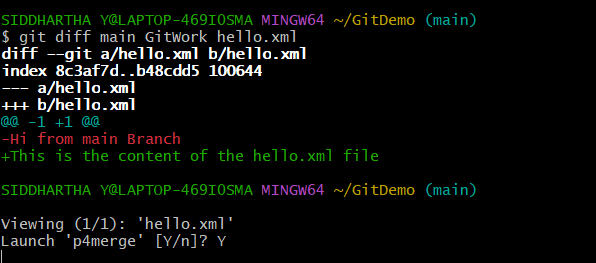 SIDDHARTHA Y@LAPTOP-469IOSMA MINGW64 ~/GitDemo (main)
$ git diff main GitWork hello.xml
diff --git a/hello.xml b/hello.xml
index 8c3af7d..b48cdd5 100644
--- a/hello.xml
+++ b/hello.xml
@@ -1 +1 @@
-Hi from main Branch
+This is the content of the hello.xml file
SIDDHARTHA Y@LAPTOP-469IOSMA MINGW64 ~/GitDemo (main)
Viewing (1/1): 'hello.xml'
Launch 'p4merge' [Y/n]? Y